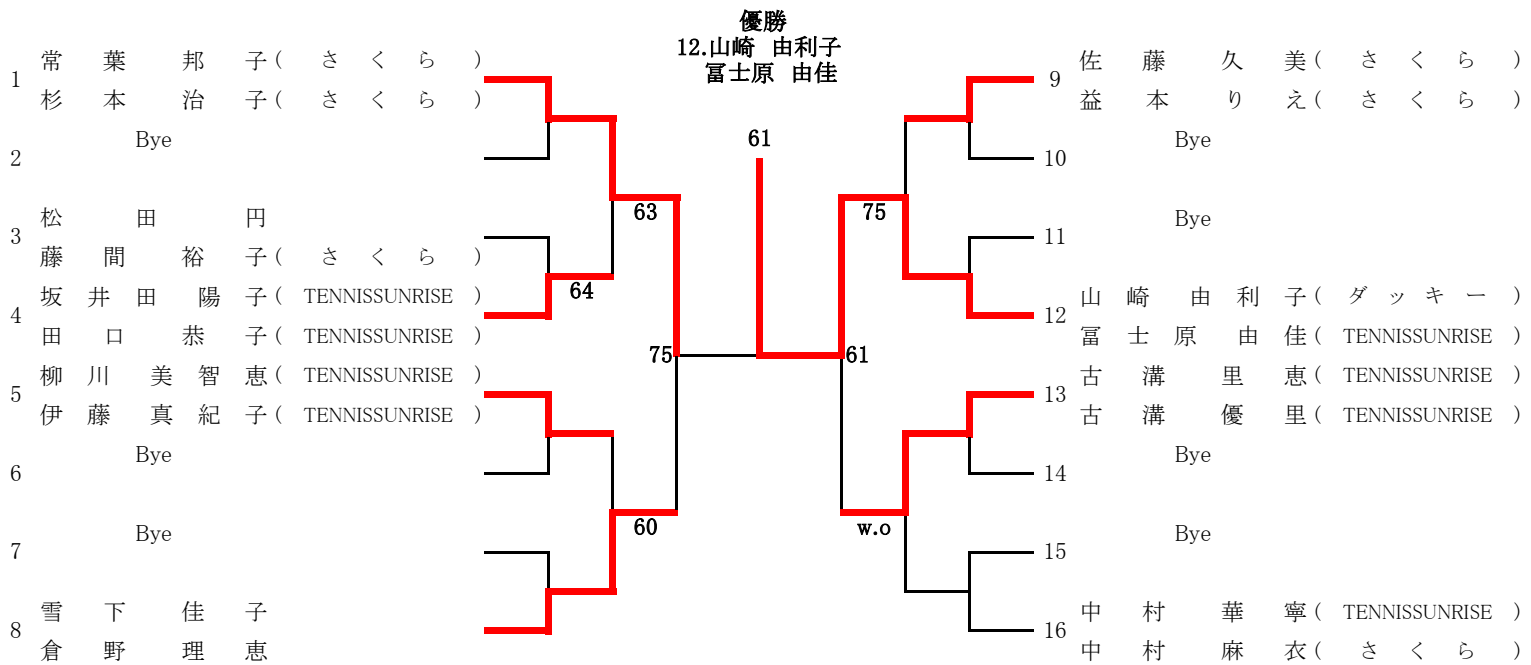 優勝
12.山崎 由利子
冨士原 由佳
1
常葉 邦子(さくら)
杉本 治子(さくら)
2
Bye
3
松田 円
藤間 裕子(さくら)
4
坂井田 陽子(TENNISSUNRISE)
田口 恭子(TENNISSUNRISE)
5
柳川 美智恵(TENNISSUNRISE)
伊藤 真紀子(TENNISSUNRISE)
6
Bye
7
Bye
8
雪下 佳子
倉野 理恵
63
64
75
60
61
75
61
w.o
9
佐藤 久美(さくら)
益本 りえ(さくら)
10
Bye
11
Bye
12
山崎 由利子(ダッキー)
冨士原 由佳(TENNISSUNRISE)
13
古溝 里恵(TENNISSUNRISE)
古溝 優里(TENNISSUNRISE)
14
Bye
15
Bye
16
中村 華寧(TENNISSUNRISE)
中村 麻衣(さくら)